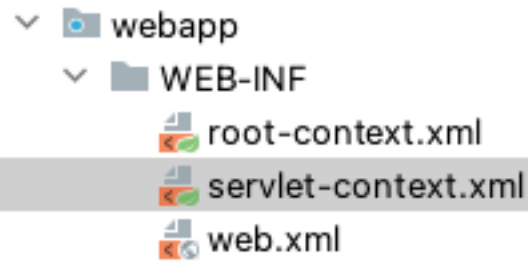 webapp
WEB-INF
root-context.xml
servlet-context.xml
web.xml